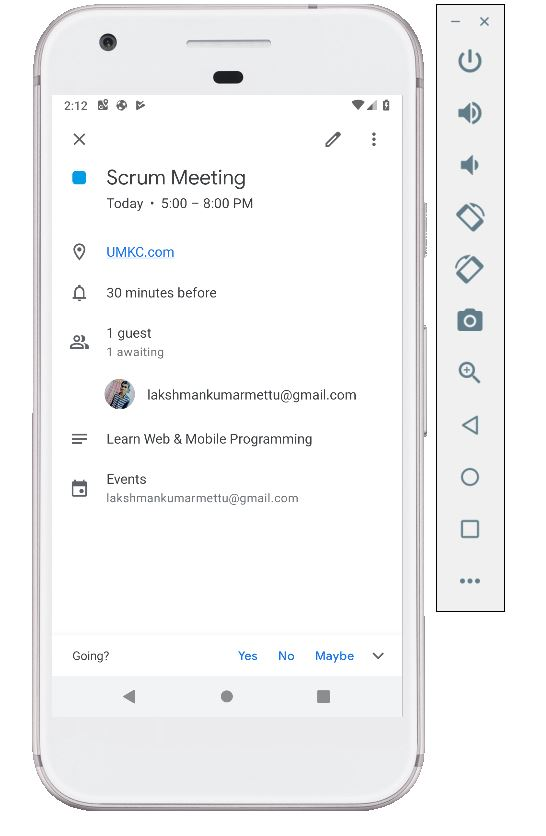 2:12
Scrum Meeting
Today • 5:00 – 8:00 PM
UMKC.com
30 minutes before
1 guest
1 awaiting
lakshmankumarmettu@gmail.com
Learn Web & Mobile Programming
Events
lakshmankumarmettu@gmail.com
Going? Yes No Maybe